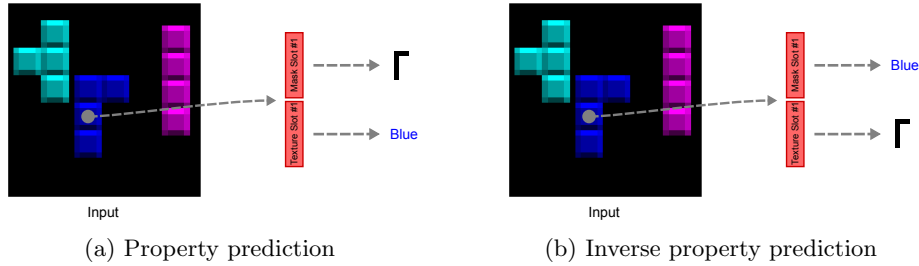 Mask Slot #1
Texture Slot #1
Blue
Input
(a) Property prediction
Mask Slot #1
Texture Slot #1
Blue
Input
(b) Inverse property prediction